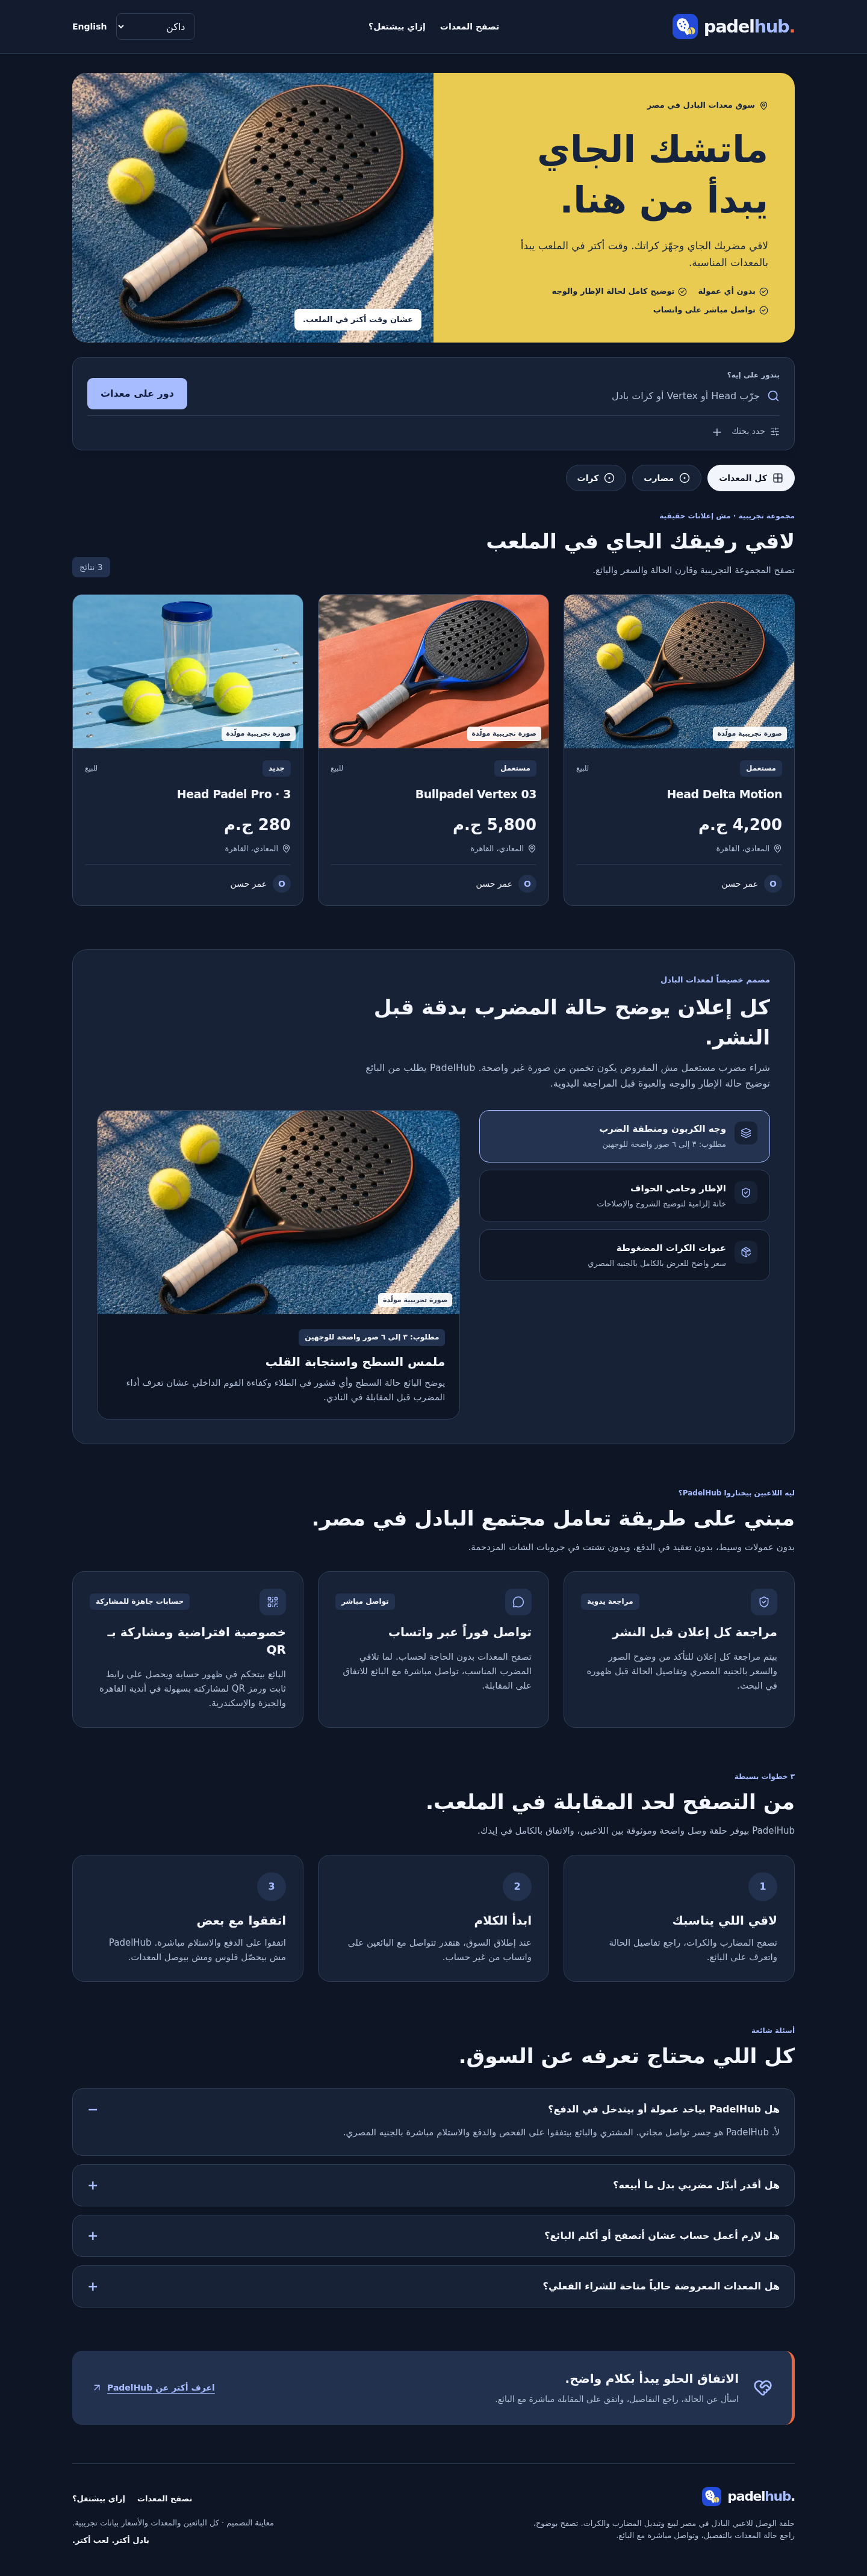 padelhub.
تصفح المعدات
إزاي بيشتغل؟
داكن
English
سوق معدات البادل في مصر
ماتشك الجاي
يبدأ من هنا.
لاقي مضربك الجاي وجهّز كراتك. وقت أكتر في الملعب يبدأ
بالمعدات المناسبة.
بدون أي عمولة
توضيح كامل لحالة الإطار والوجه
تواصل مباشر على واتساب
عشان وقت أكتر في الملعب.
بتدور على إيه؟
جرّب Head أو Vertex أو كرات بادل
دور على معدات
حدد بحثك
كل المعدات
مضارب
كرات
مجموعة تجريبية · مش إعلانات حقيقية
لاقي رفيقك الجاي في الملعب
تصفح المجموعة التجريبية وقارن الحالة والسعر والبائع.
3 نتائج
صورة تجريبية مولّدة
مستعمل
للبيع
Head Delta Motion
4,200 ج.م
المعادي، القاهرة
O
عمر حسن
صورة تجريبية مولّدة
مستعمل
للبيع
Bullpadel Vertex 03
5,800 ج.م
المعادي، القاهرة
O
عمر حسن
صورة تجريبية مولّدة
جديد
للبيع
Head Padel Pro · 3
280 ج.م
المعادي، القاهرة
O
عمر حسن
مصمم خصيصاً لمعدات البادل
كل إعلان يوضح حالة المضرب بدقة قبل
النشر.
شراء مضرب مستعمل مش المفروض يكون تخمين من صورة غير واضحة. PadelHub يطلب من البائع
توضيح حالة الإطار والوجه والعبوة قبل المراجعة اليدوية.
وجه الكربون ومنطقة الضرب
مطلوب: ٣ إلى ٦ صور واضحة للوجهين
الإطار وحامي الحواف
خانة إلزامية لتوضيح الشروخ والإصلاحات
عبوات الكرات المضغوطة
سعر واضح للعرض بالكامل بالجنيه المصري
صورة تجريبية مولّدة
مطلوب: ٣ إلى ٦ صور واضحة للوجهين
ملمس السطح واستجابة القلب
يوضح البائع حالة السطح وأي قشور في الطلاء وكفاءة الفوم الداخلي عشان تعرف أداء
المضرب قبل المقابلة في النادي.
ليه اللاعبين بيختاروا PadelHub؟
مبني على طريقة تعامل مجتمع البادل في مصر.
بدون عمولات وسيط، بدون تعقيد في الدفع، وبدون تشتت في جروبات الشات المزدحمة.
مراجعة يدوية
مراجعة كل إعلان قبل النشر
بيتم مراجعة كل إعلان للتأكد من وضوح الصور
والسعر بالجنيه المصري وتفاصيل الحالة قبل ظهوره
في البحث.
تواصل مباشر
تواصل فوراً عبر واتساب
تصفح المعدات بدون الحاجة لحساب. لما تلاقي
المضرب المناسب، تواصل مباشرة مع البائع للاتفاق
على المقابلة.
حسابات جاهزة للمشاركة
خصوصية افتراضية ومشاركة بـ
QR
البائع بيتحكم في ظهور حسابه ويحصل على رابط
ثابت ورمز QR لمشاركته بسهولة في أندية القاهرة
والجيزة والإسكندرية.
٣ خطوات بسيطة
من التصفح لحد المقابلة في الملعب.
PadelHub بيوفر حلقة وصل واضحة وموثوقة بين اللاعبين، والاتفاق بالكامل في إيدك.
1
لاقي اللي يناسبك
تصفح المضارب والكرات، راجع تفاصيل الحالة
واتعرف على البائع.
2
ابدأ الكلام
عند إطلاق السوق، هتقدر تتواصل مع البائعين على
واتساب من غير حساب.
3
اتفقوا مع بعض
اتفقوا على الدفع والاستلام مباشرة. PadelHub
مش بيحصّل فلوس ومش بيوصل المعدات.
أسئلة شائعة
كل اللي محتاج تعرفه عن السوق.
هل PadelHub بياخد عمولة أو بيتدخل في الدفع؟
لأ. PadelHub هو جسر تواصل مجاني. المشتري والبائع بيتفقوا على الفحص والدفع والاستلام مباشرة بالجنيه المصري.
هل أقدر أبدّل مضربي بدل ما أبيعه؟
هل لازم أعمل حساب عشان أتصفح أو أكلم البائع؟
هل المعدات المعروضة حالياً متاحة للشراء الفعلي؟
الاتفاق الحلو يبدأ بكلام واضح.
اسأل عن الحالة، راجع التفاصيل، واتفق على المقابلة مباشرة مع البائع.
اعرف أكتر عن PadelHub
padelhub.
حلقة الوصل للاعبي البادل في مصر لبيع وتبديل المضارب والكرات. تصفح بوضوح،
راجع حالة المعدات بالتفصيل، وتواصل مباشرة مع البائع.
تصفح المعدات
إزاي بيشتغل؟
معاينة التصميم · كل البائعين والمعدات والأسعار بيانات تجريبية.
بادل أكتر. لعب أكتر.